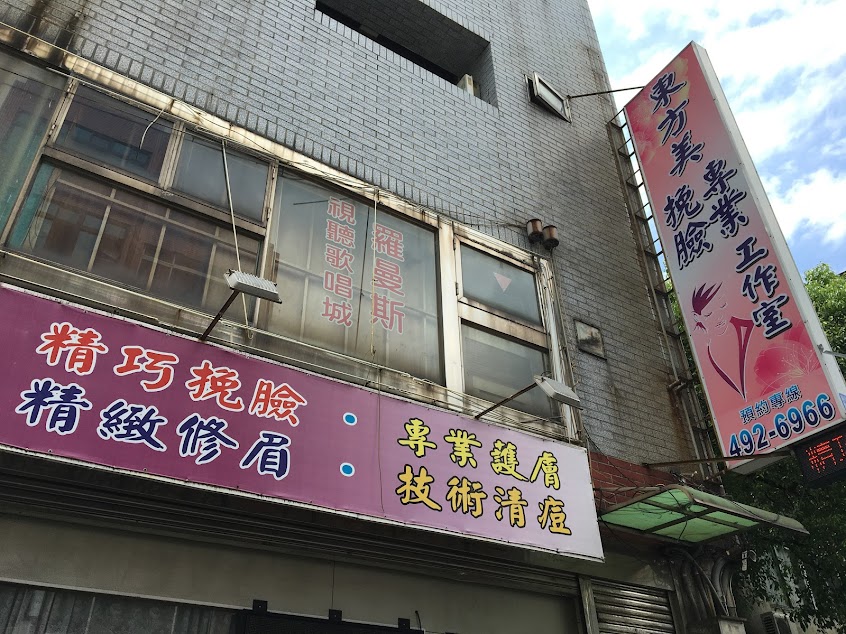 東方美 專業 工作室
挽臉
預約專線
492-6966
羅曼斯
視聽歌唱城
精巧挽臉：
精緻修眉：
專業護膚
技術清痘